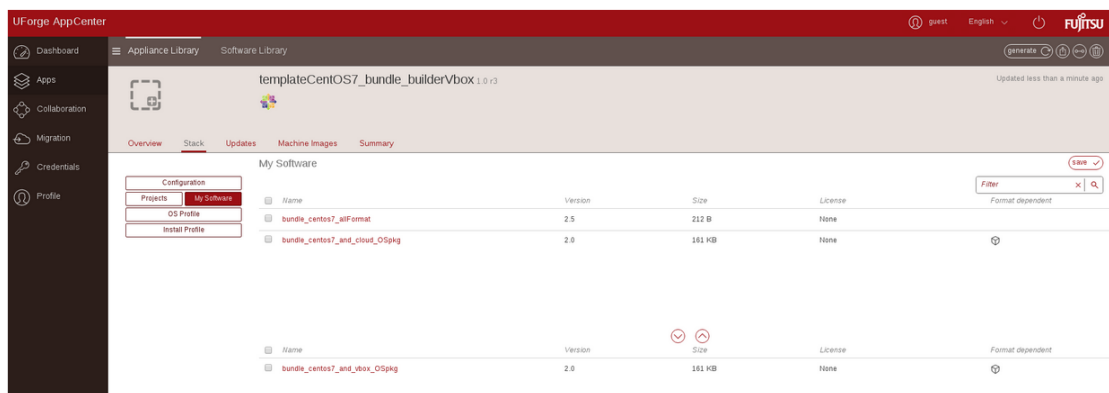 UForge AppCenter
guest English FUJITSU
Dashboard
Appliance Library Software Library
generate
Apps
templateCentOS7_bundle_builderVbox 1.0 r3
Updated less than a minute ago
Collaboration
Migration
Overview Stack Updates Machine Images Summary
Credentials
My Software
save
Configuration
Filter
Profile
Projects My Software
Name Version Size License Format dependent
OS Profile
bundle_centos7_allFormat 2.5 212 B None
Install Profile
bundle_centos7_and_cloud_OSpkg 2.0 161 KB None
Name Version Size License Format dependent
bundle_centos7_and_vbox_OSpkg 2.0 161 KB None